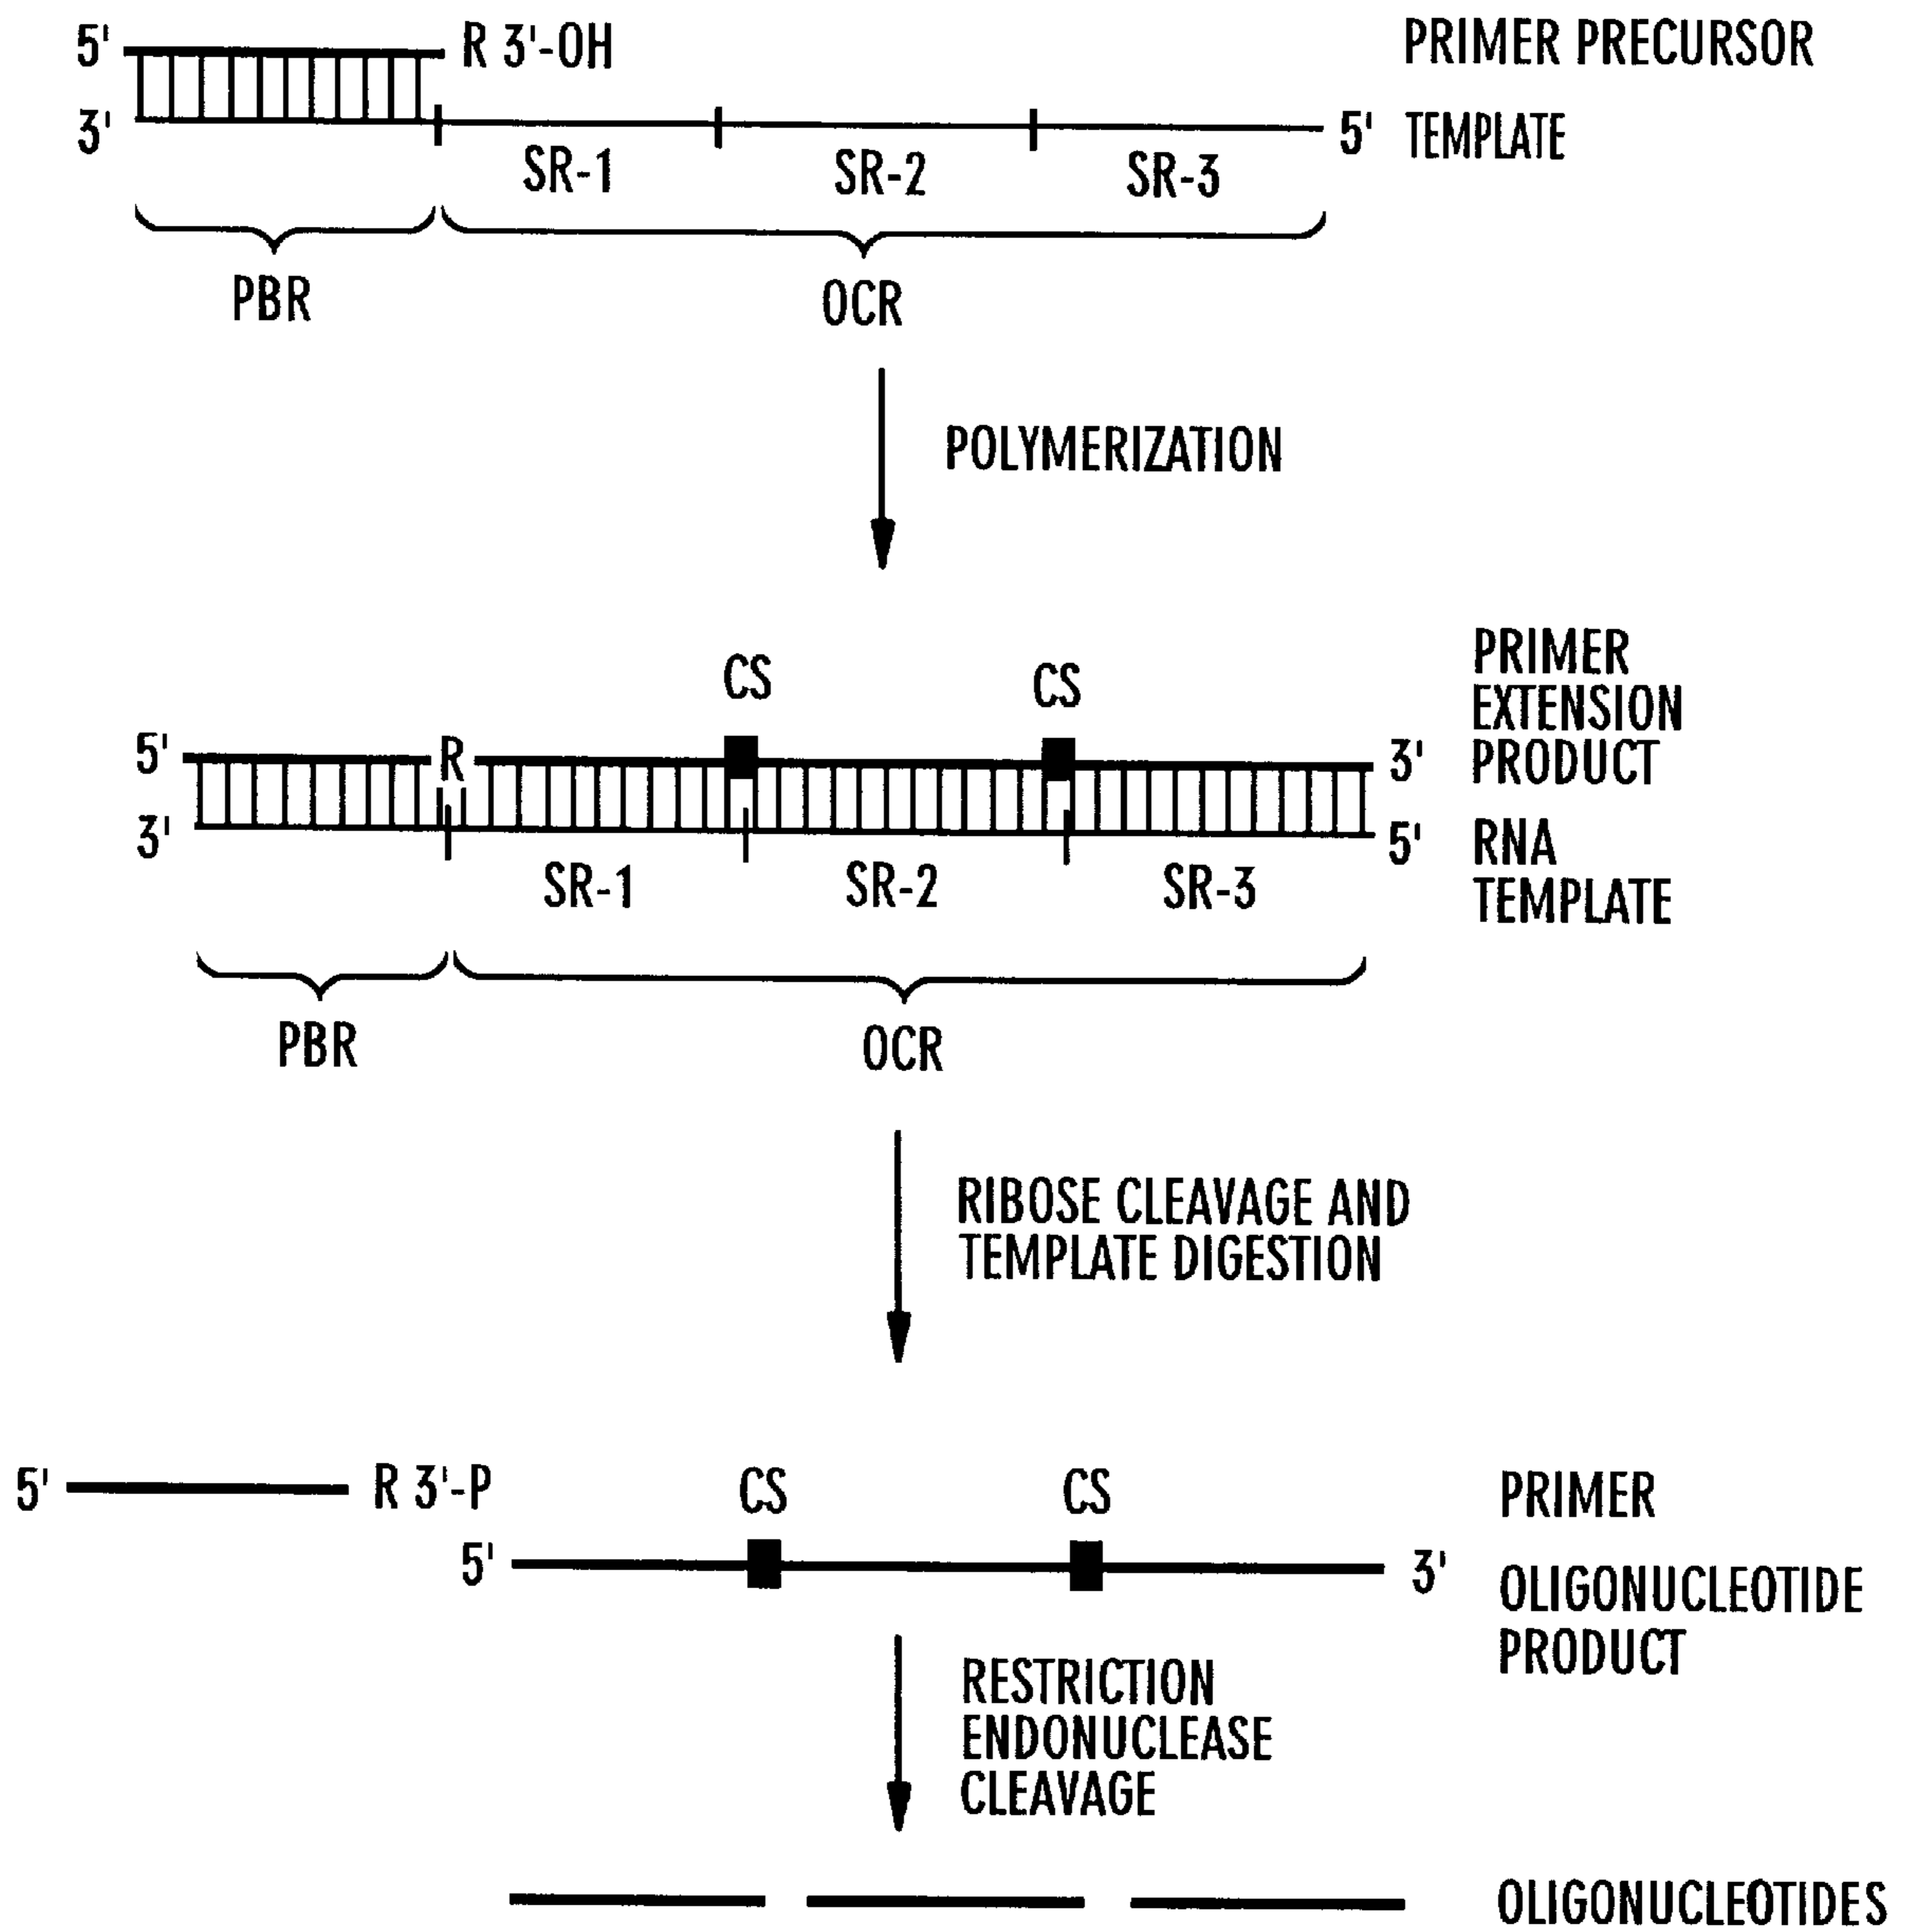 5' R 3'-OH PRIMER PRECURSOR
3' 5' TEMPLATE
SR-1 SR-2 SR-3
PBR OCR
POLYMERIZATION
CS CS
PRIMER
EXTENSION
5' R 3' PRODUCT
3' 5' RNA
TEMPLATE
SR-1 SR-2 SR-3
PBR OCR
RIBOSE CLEAVAGE AND
TEMPLATE DIGESTION
5' R 3'-P CS CS PRIMER
5' 3' OLIGONUCLEOTIDE
PRODUCT
RESTRICTION
ENDONUCLEASE
CLEAVAGE
OLIGONUCLEOTIDES